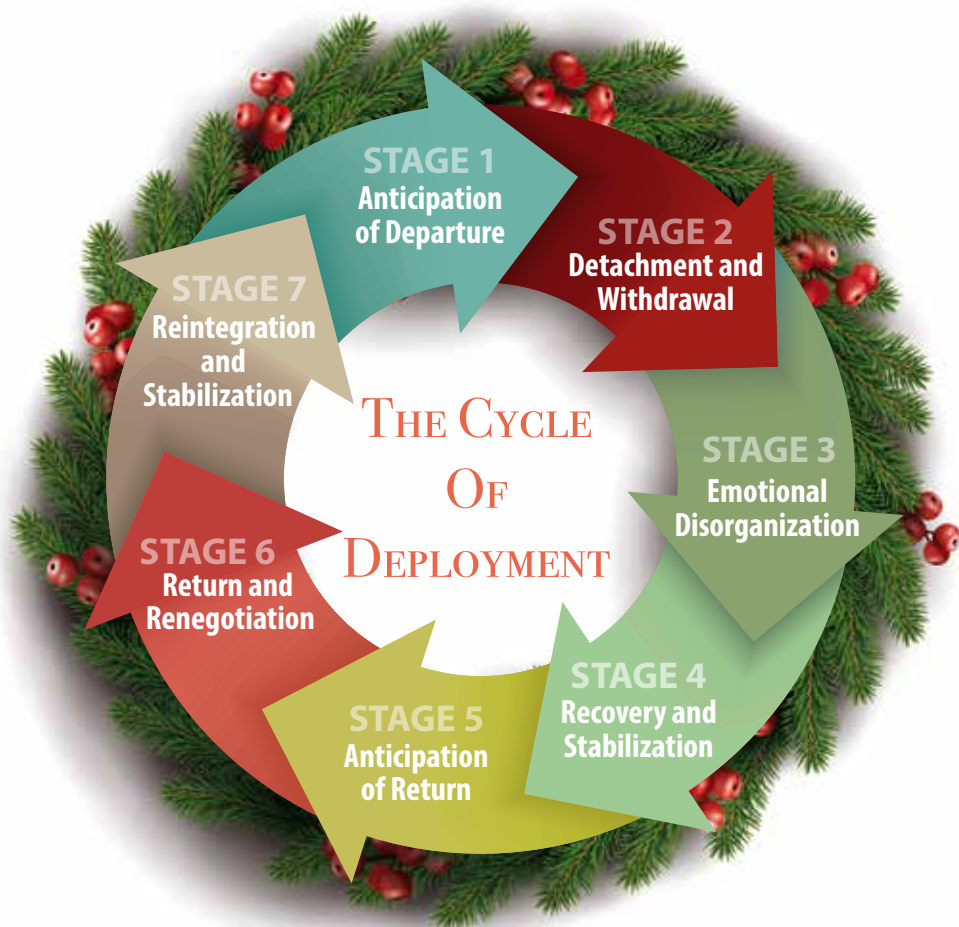 STAGE 1
Anticipation
of Departure
STAGE 2
Detachment and
Withdrawal
STAGE 3
Emotional
Disorganization
STAGE 4
Recovery and
Stabilization
STAGE 5
Anticipation
of Return
STAGE 6
Return and
Renegotiation
STAGE 7
Reintegration
and
Stabilization
The Cycle
Of
Deployment